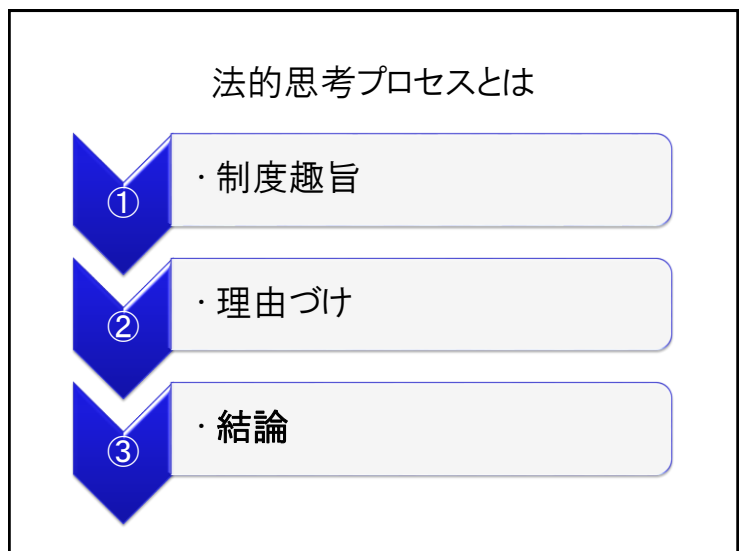 法的思考プロセスとは
① ・制度趣旨
② ・理由づけ
③ ・結論